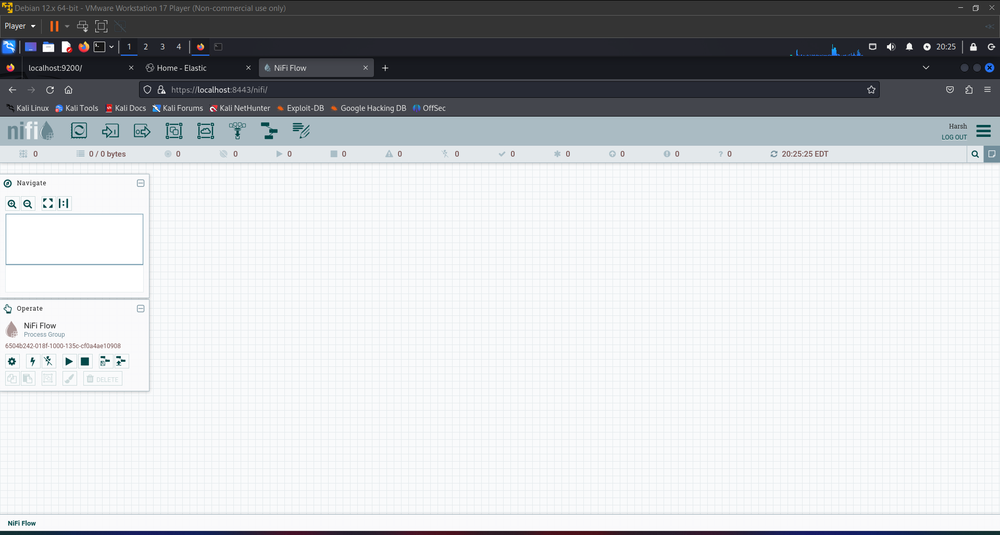 Debian 12.x 64-bit - VMware Workstation 17 Player (Non-commercial use only)
Player
1 2 3 4 20:25
localhost:9200/ Home - Elastic NiFi Flow
https://localhost:8443/nifi/
Kali Linux Kali Tools Kali Docs Kali Forums Kali NetHunter Exploit-DB Google Hacking DB OffSec
nifi Harsh
LOG OUT
0 0 / 0 bytes 0 0 0 0 0 0 0 0 0 0 0 20:25:25 EDT
Navigate
Operate
NiFi Flow
Process Group
6504b242-018f-1000-135c-cf0a4ae10908
DELETE
NiFi Flow